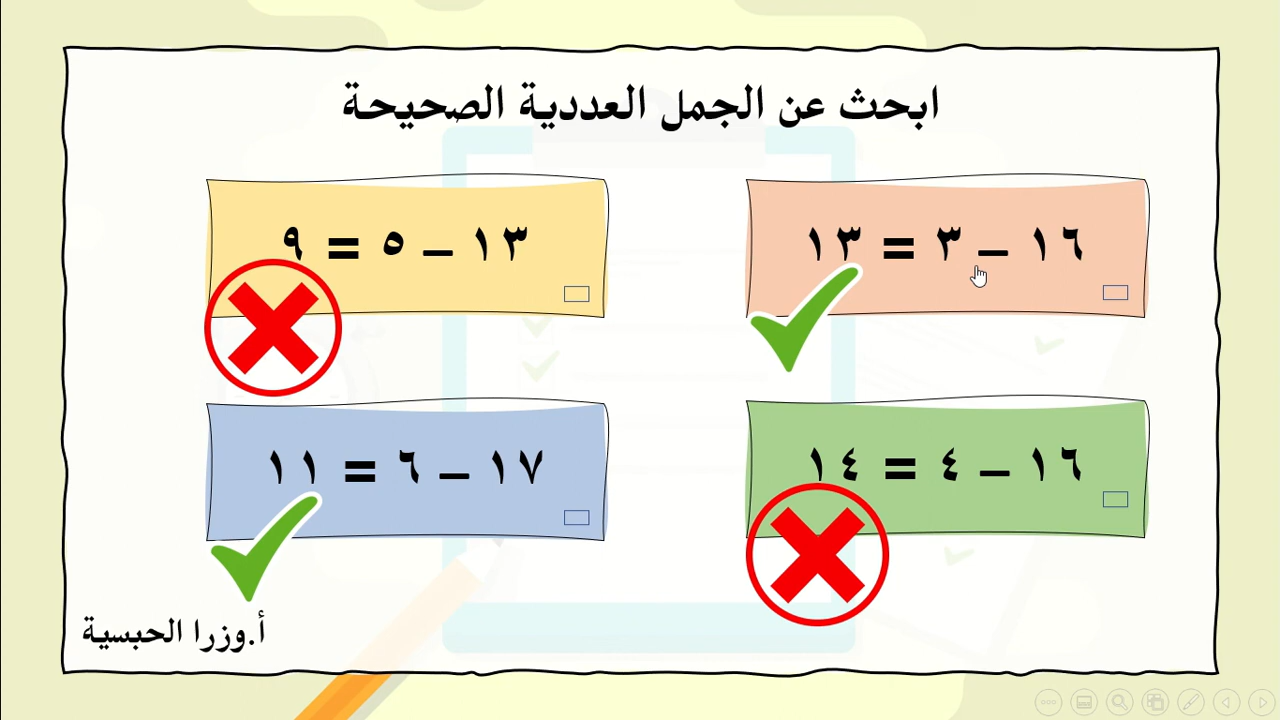 ابحث عن الجمل العددية الصحيحة
١٦ – ٣ = ١٣
١٣ – ٥ = ٩
١٦ – ٤ = ١٤
١٧ – ٦ = ١١
أ.وزرا الحبسية